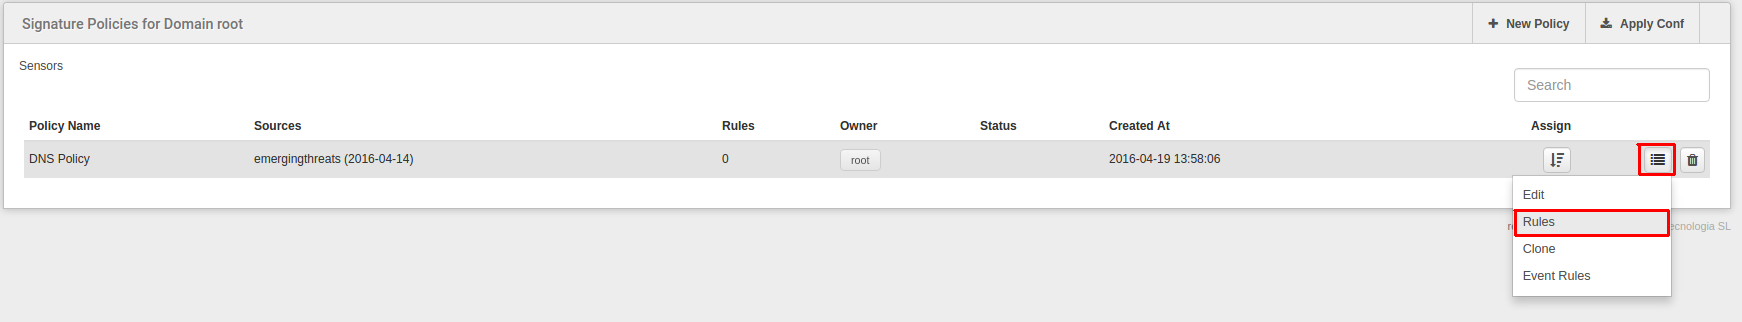 Signature Policies for Domain root
New Policy
Apply Conf
Sensors
Search
Policy Name Sources Rules Owner Status Created At Assign
DNS Policy emergingthreats (2016-04-14) 0 root 2016-04-19 13:58:06
Edit
Rules
Clone
Event Rules
SL